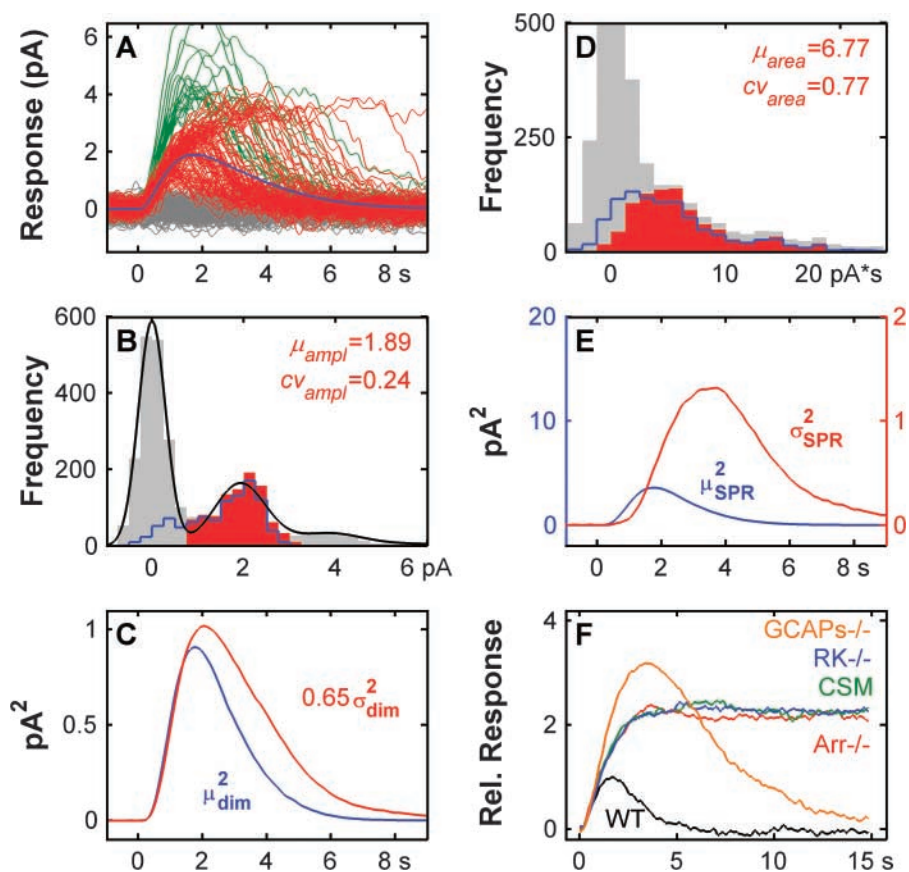 A
Response (pA)
6
4
2
0
0 2 4 6 8 s
B
Frequency
600
400
200
0
μampl=1.89
cvampl=0.24
0 2 4 6 pA
C
pA2
1
0.5
0
0.65σ2dim
μ2dim
0 2 4 6 8 s
D
Frequency
500
250
0
μarea=6.77
cvarea=0.77
0 10 20 pA*s
E
pA2
20
10
0
2
1
0
σ2SPR
μ2SPR
0 2 4 6 8 s
F
Rel. Response
4
2
0
GCAPs-/-
RK-/-
CSM
Arr-/-
WT
0 5 10 15 s